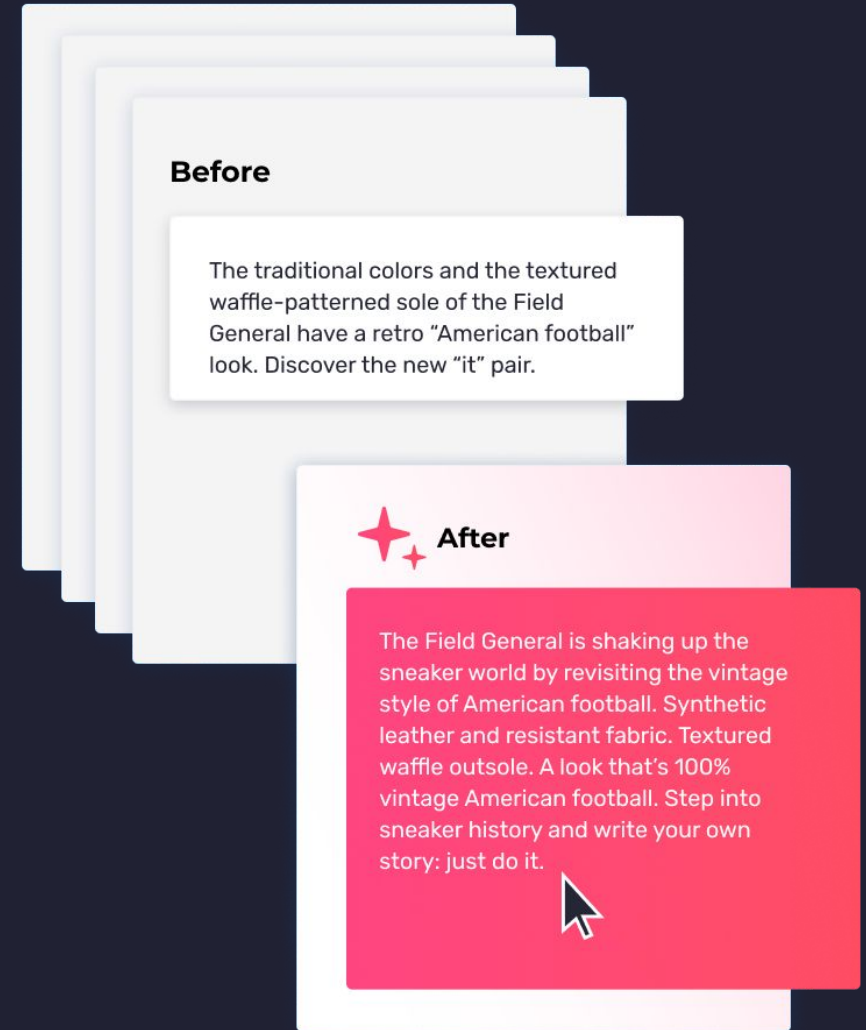 Before
The traditional colors and the textured
waffle-patterned sole of the Field
General have a retro “American football”
look. Discover the new “it” pair.
After
The Field General is shaking up the
sneaker world by revisiting the vintage
style of American football. Synthetic
leather and resistant fabric. Textured
waffle outsole. A look that’s 100%
vintage American football. Step into
sneaker history and write your own
story: just do it.